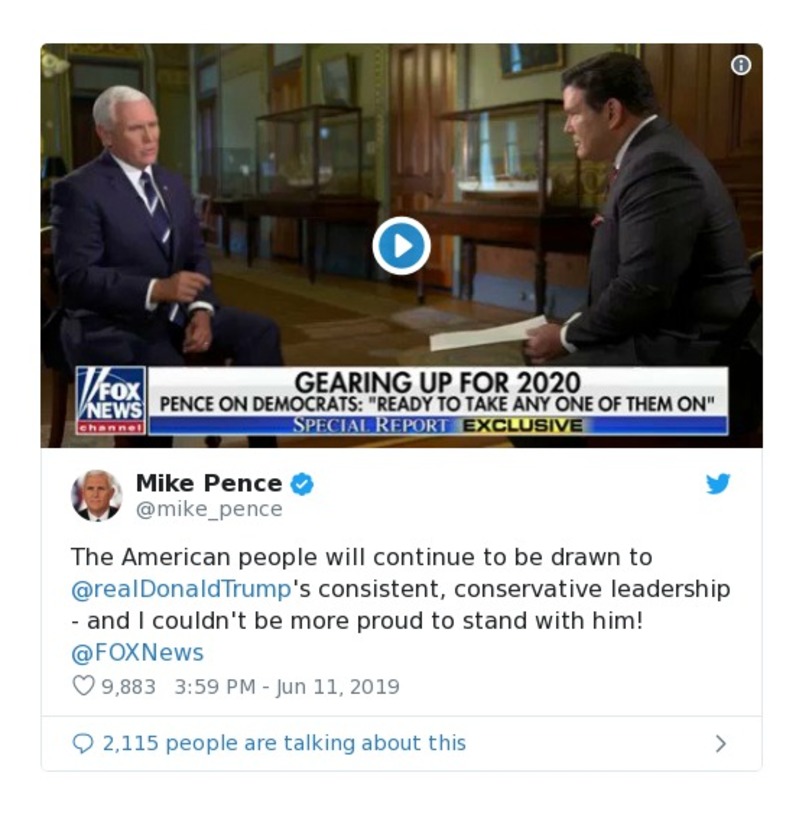 GEARING UP FOR 2020
FOX
NEWS
channel
PENCE ON DEMOCRATS: "READY TO TAKE ANY ONE OF THEM ON"
SPECIAL REPORT EXCLUSIVE
Mike Pence
@mike_pence
The American people will continue to be drawn to
@realDonaldTrump's consistent, conservative leadership
- and I couldn't be more proud to stand with him!
@FOXNews
9,883 3:59 PM - Jun 11, 2019
2,115 people are talking about this